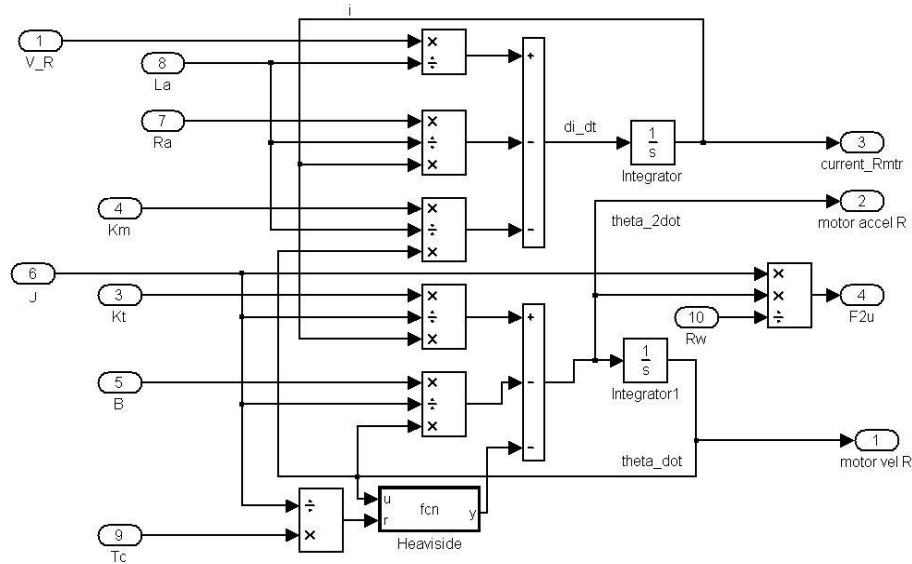 i
1
V_R
×
÷
+
8
La
7
Ra
×
÷
×
-
di_dt
1
s
Integrator
3
current_Rmtr
4
Km
×
÷
×
-
theta_2dot
2
motor accel R
6
J
3
Kt
×
÷
×
+
×
×
÷
4
F2u
10
Rw
1
s
Integrator1
5
B
×
÷
×
-
-
theta_dot
1
motor vel R
÷
×
u
r
fcn
y
Heaviside
9
Tc